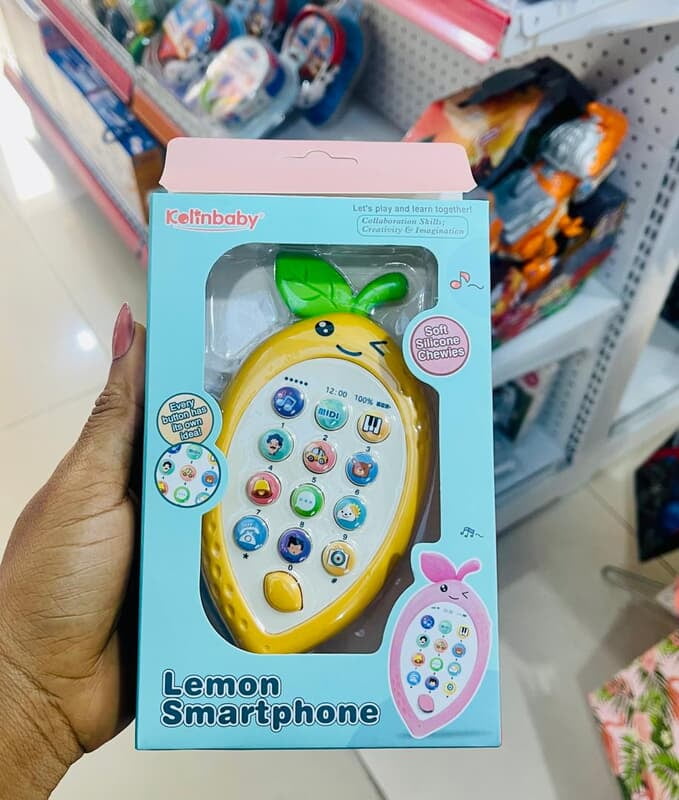 Kolinbaby
Let's play and learn together!
Collaboration Skills;
Creativity & Imagination
Soft
Silicone
Chewies
Every
button has
its own
idea!
12:00 100%
MIDI
1 2 3
4 5 6
7 8 9
* 0
Lemon
Smartphone